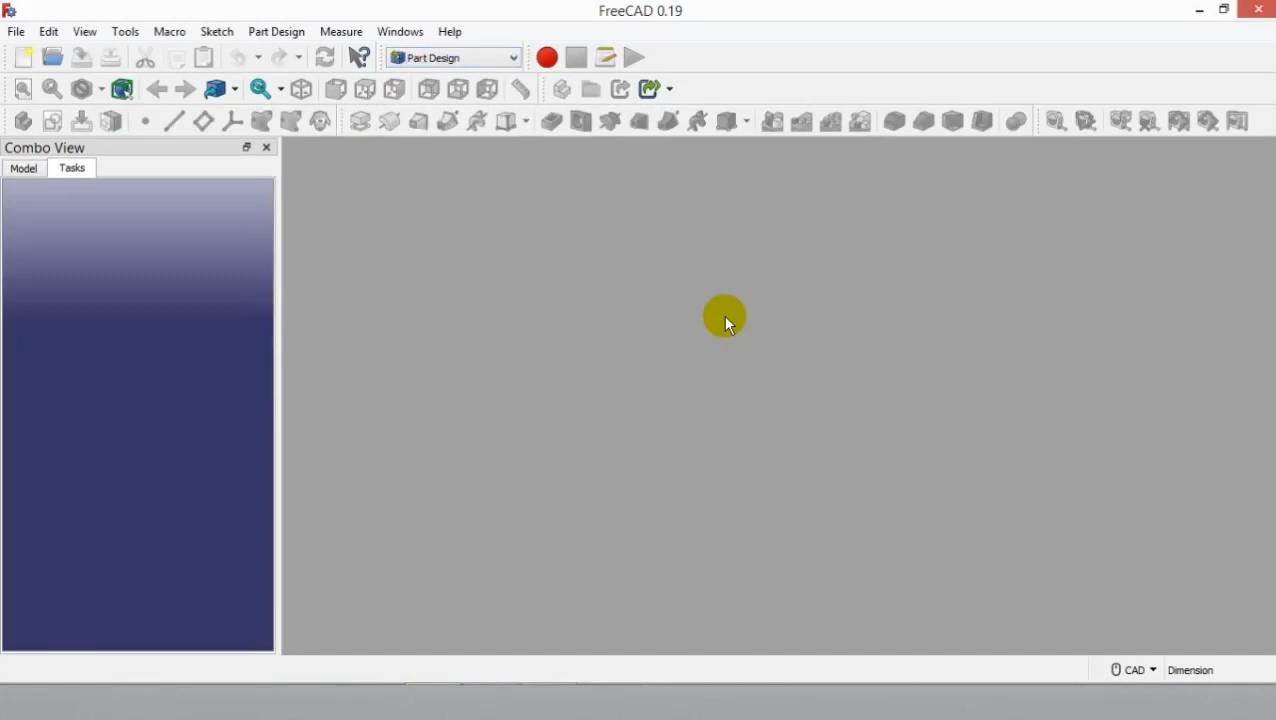 FreeCAD 0.19
File Edit View Tools Macro Sketch Part Design Measure Windows Help
Part Design
Combo View
Model Tasks
CAD Dimension